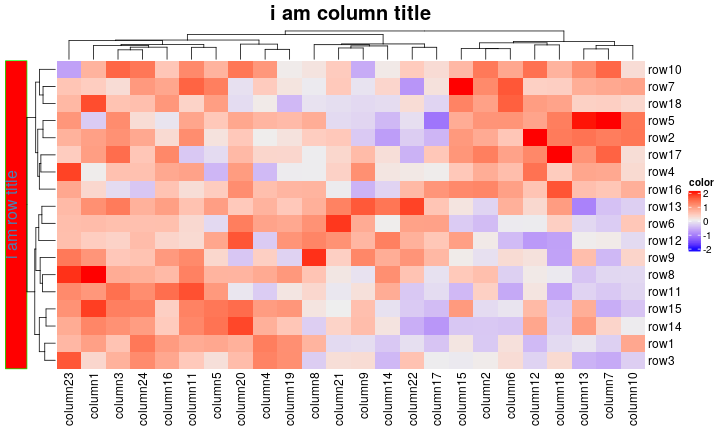 i am column title
I am row title
row10
row7
row18
row5
row2
row17
row4
row16
row13
row6
row12
row9
row8
row11
row15
row14
row1
row3
color
2
1
0
-1
-2
column23
column1
column3
column24
column16
column11
column5
column20
column4
column19
column8
column21
column9
column14
column22
column17
column15
column2
column6
column12
column18
column13
column7
column10